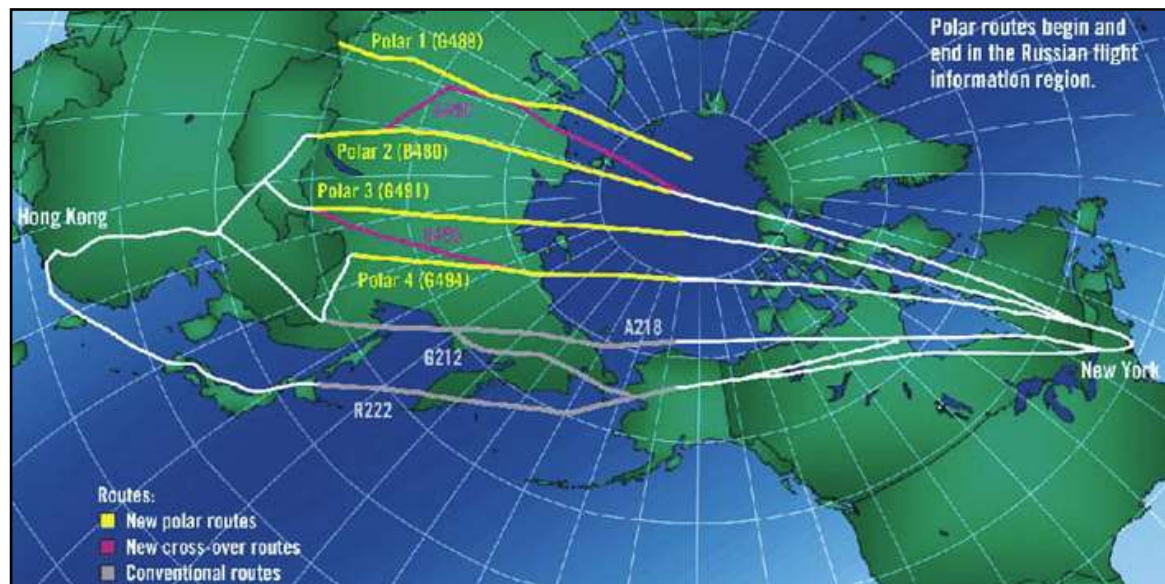 Polar routes begin and
end in the Russian flight
information region.
Polar 1 (G488)
Polar 2 (B480)
Polar 3 (G491)
Hong Kong
Polar 4 (G494)
A218
G212
New York
R222
Routes:
New polar routes
New cross-over routes
Conventional routes